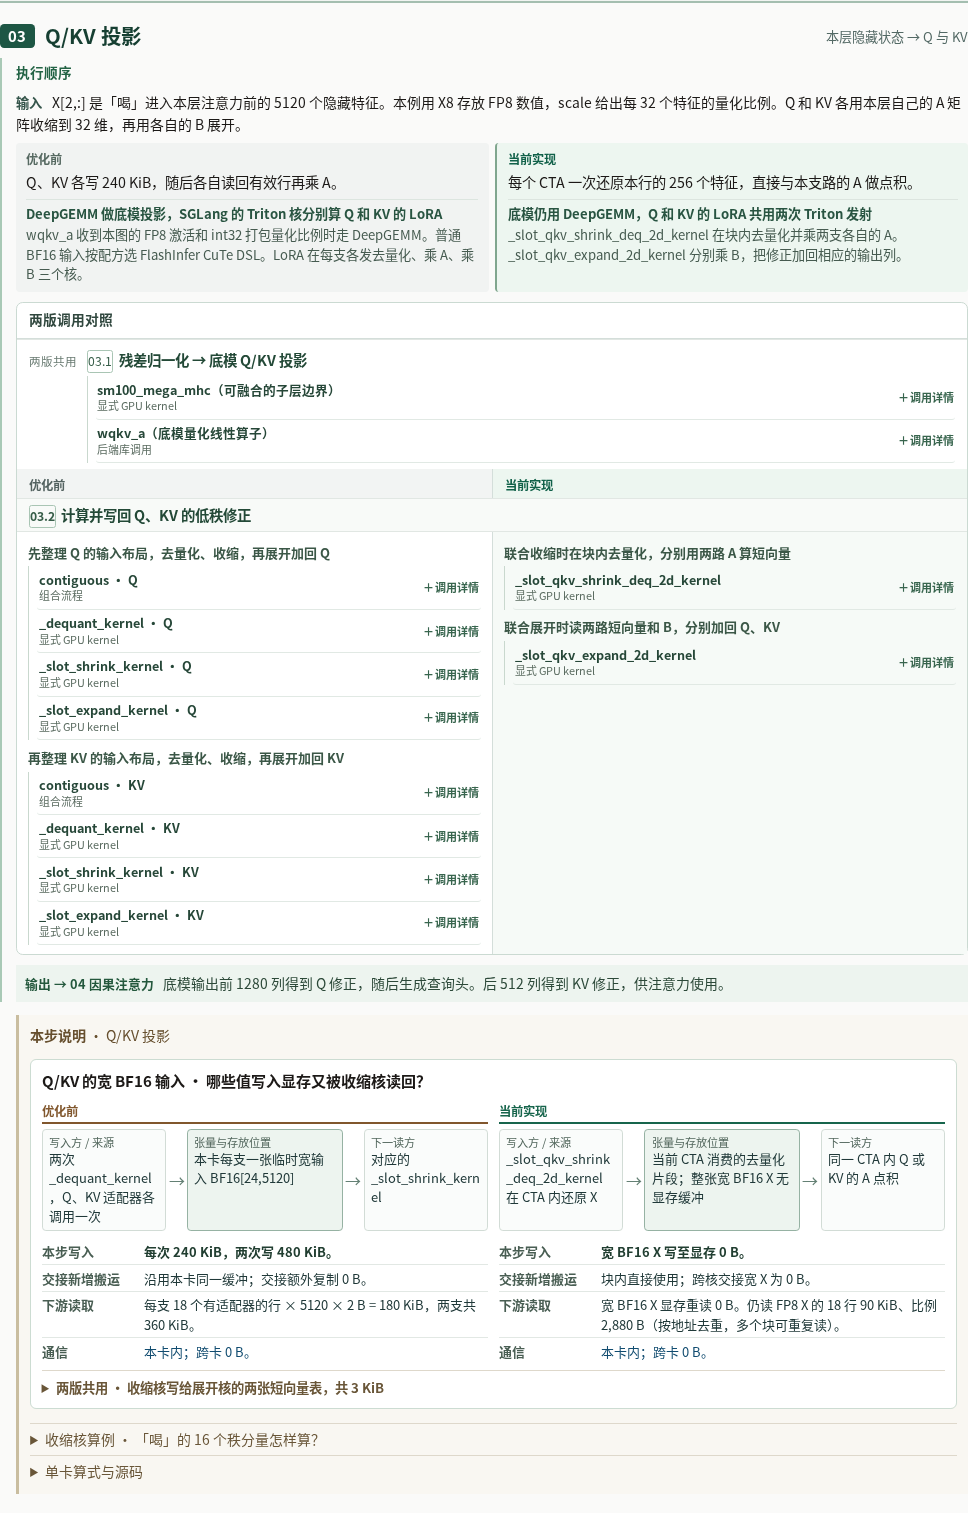 03 Q/KV 投影
本层隐藏状态 → Q 与 KV
执行顺序
输入 X[2,:] 是「喝」进入本层注意力前的 5120 个隐藏特征。本例用 X8 存放 FP8 数值，scale 给出每 32 个特征的量化比例。Q 和 KV 各用本层自己的 A 矩
阵收缩到 32 维，再用各自的 B 展开。
优化前
Q、KV 各写 240 KiB，随后各自读回有效行再乘 A。
DeepGEMM 做底模投影，SGLang 的 Triton 核分别算 Q 和 KV 的 LoRA
wqkv_a 收到本图的 FP8 激活和 int32 打包量化比例时走 DeepGEMM。普通
BF16 输入按配方选 FlashInfer CuTe DSL。LoRA 在每支各发去量化、乘 A、乘
B 三个核。
当前实现
每个 CTA 一次还原本行的 256 个特征，直接与本支路的 A 做点积。
底模仍用 DeepGEMM，Q 和 KV 的 LoRA 共用两次 Triton 发射
_slot_qkv_shrink_deq_2d_kernel 在块内去量化并乘两支各自的 A。
_slot_qkv_expand_2d_kernel 分别乘 B，把修正加回相应的输出列。
两版调用对照
两版共用 03.1 残差归一化 → 底模 Q/KV 投影
sm100_mega_mhc（可融合的子层边界）
显式 GPU kernel
＋调用详情
wqkv_a（底模量化线性算子）
后端库调用
＋调用详情
优化前
当前实现
03.2 计算并写回 Q、KV 的低秩修正
先整理 Q 的输入布局，去量化、收缩，再展开加回 Q
contiguous · Q
组合流程
＋调用详情
_dequant_kernel · Q
显式 GPU kernel
＋调用详情
_slot_shrink_kernel · Q
显式 GPU kernel
＋调用详情
_slot_expand_kernel · Q
显式 GPU kernel
＋调用详情
再整理 KV 的输入布局，去量化、收缩，再展开加回 KV
contiguous · KV
组合流程
＋调用详情
_dequant_kernel · KV
显式 GPU kernel
＋调用详情
_slot_shrink_kernel · KV
显式 GPU kernel
＋调用详情
_slot_expand_kernel · KV
显式 GPU kernel
＋调用详情
联合收缩时在块内去量化，分别用两路 A 算短向量
_slot_qkv_shrink_deq_2d_kernel
显式 GPU kernel
＋调用详情
联合展开时读两路短向量和 B，分别加回 Q、KV
_slot_qkv_expand_2d_kernel
显式 GPU kernel
＋调用详情
输出 → 04 因果注意力 底模输出前 1280 列得到 Q 修正，随后生成查询头。后 512 列得到 KV 修正，供注意力使用。
本步说明 · Q/KV 投影
Q/KV 的宽 BF16 输入 · 哪些值写入显存又被收缩核读回？
优化前
写入方 / 来源
两次
_dequant_kernel
，Q、KV 适配器各
调用一次
→
张量与存放位置
本卡每支一张临时宽输
入 BF16[24,5120]
→
下一读方
对应的
_slot_shrink_kern
el
本步写入 每次 240 KiB，两次写 480 KiB。
交接新增搬运 沿用本卡同一缓冲；交接额外复制 0 B。
下游读取 每支 18 个有适配器的行 × 5120 × 2 B = 180 KiB，两支共
360 KiB。
通信 本卡内；跨卡 0 B。
当前实现
写入方 / 来源
_slot_qkv_shrink
_deq_2d_kernel
在 CTA 内还原 X
→
张量与存放位置
当前 CTA 消费的去量化
片段；整张宽 BF16 X 无
显存缓冲
→
下一读方
同一 CTA 内 Q 或
KV 的 A 点积
本步写入 宽 BF16 X 写至显存 0 B。
交接新增搬运 块内直接使用；跨核交接宽 X 为 0 B。
下游读取 宽 BF16 X 显存重读 0 B。仍读 FP8 X 的 18 行 90 KiB、比例
2,880 B（按地址去重，多个块可重复读）。
通信 本卡内；跨卡 0 B。
▶ 两版共用 · 收缩核写给展开核的两张短向量表，共 3 KiB
▶ 收缩核算例 · 「喝」的 16 个秩分量怎样算？
▶ 单卡算式与源码